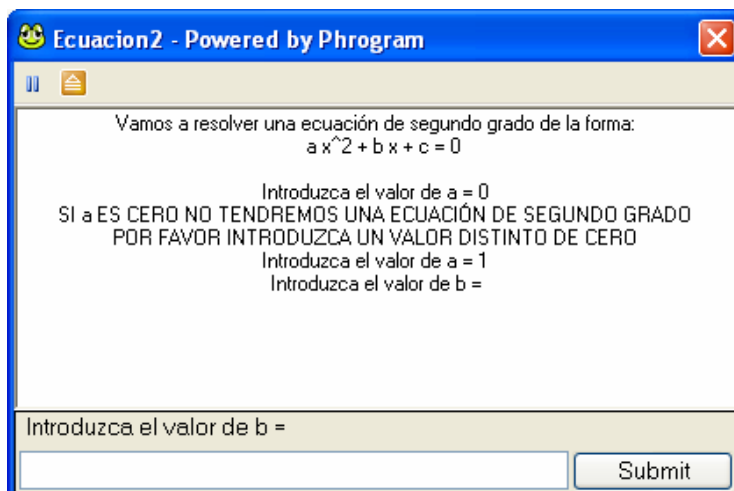 Ecuacion2 - Powered by Phrogram
Vamos a resolver una ecuación de segundo grado de la forma:
a x^2 + b x + c = 0
Introduzca el valor de a = 0
SI a ES CERO NO TENDREMOS UNA ECUACIÓN DE SEGUNDO GRADO
POR FAVOR INTRODUZCA UN VALOR DISTINTO DE CERO
Introduzca el valor de a = 1
Introduzca el valor de b =
Introduzca el valor de b =
Submit